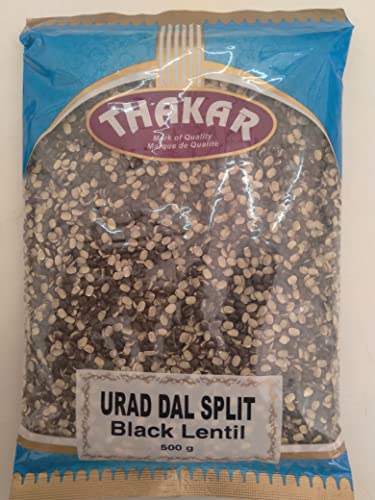 THAKAR
Mark of Quality
Marque de Qualité
URAD DAL SPLIT
Black Lentil
500 g